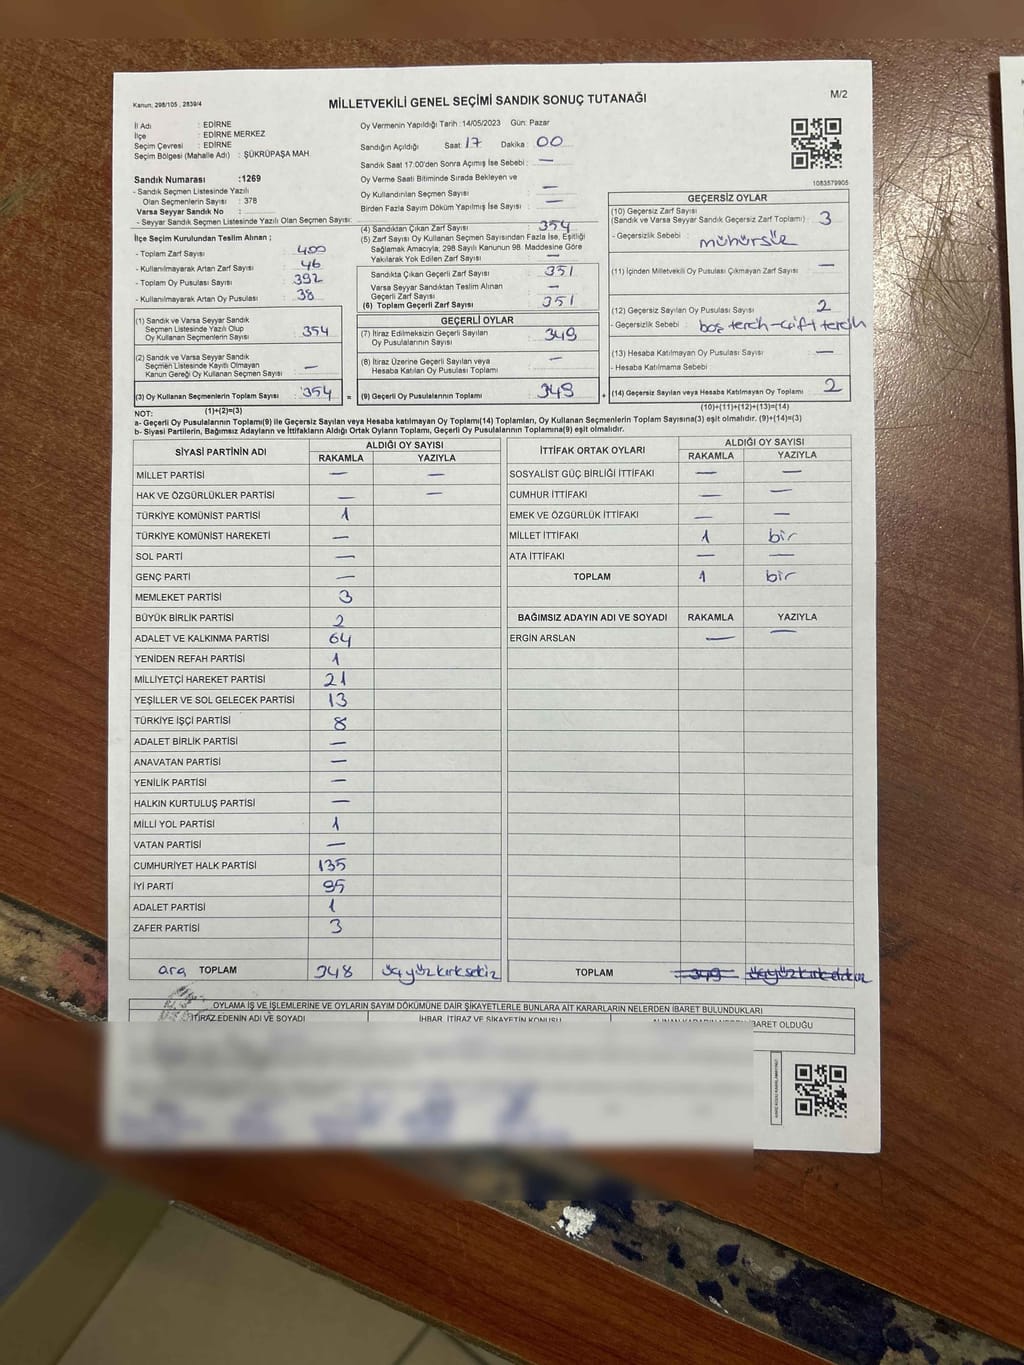 Kanun; 298/105 , 2839/4
MİLLETVEKİLİ GENEL SEÇİMİ SANDIK SONUÇ TUTANAĞI
M/2
İl Adı : EDİRNE
İlçe : EDİRNE MERKEZ
Seçim Çevresi : EDİRNE
Seçim Bölgesi (Mahalle Adı) : ŞÜKRÜPAŞA MAH.
Sandık Numarası :1269
- Sandık Seçmen Listesinde Yazılı
Olan Seçmenlerin Sayısı : 378
Varsa Seyyar Sandık No :
- Seyyar Sandık Seçmen Listesinde Yazılı Olan Seçmen Sayısı:
İlçe Seçim Kurulundan Teslim Alınan ;
- Toplam Zarf Sayısı : 400
- Kullanılmayarak Artan Zarf Sayısı : 46
- Toplam Oy Pusulası Sayısı : 392
- Kullanılmayarak Artan Oy Pusulası : 38
(1) Sandık ve Varsa Seyyar Sandık
Seçmen Listesinde Yazılı Olup
Oy Kullanan Seçmenlerin Sayısı : 354
(2) Sandık ve Varsa Seyyar Sandık
Seçmen Listesinde Kayıtlı Olmayan
Kanun Gereği Oy Kullanan Seçmen Sayısı : —
(3) Oy Kullanan Seçmenlerin Toplam Sayısı : 354 =
(1)+(2)=(3)
Oy Vermenin Yapıldığı Tarih :14/05/2023 Gün: Pazar
Sandığın Açıldığı Saat: 17 Dakika : 00
Sandık Saat 17:00'den Sonra Açımış İse Sebebi : —
Oy Verme Saati Bitiminde Sırada Bekleyen ve
Oy Kullandırılan Seçmen Sayısı : —
Birden Fazla Sayım Döküm Yapılmış İse Sayısı : —
(4) Sandıktan Çıkan Zarf Sayısı : 354
(5) Zarf Sayısı Oy Kullanan Seçmen Sayısından Fazla İse, Eşitliği
Sağlamak Amacıyla; 298 Sayılı Kanunun 98. Maddesine Göre
Yakılarak Yok Edilen Zarf Sayısı : —
Sandıkta Çıkan Geçerli Zarf Sayısı : 351
Varsa Seyyar Sandıktan Teslim Alınan
Geçerli Zarf Sayısı : —
(6) Toplam Geçerli Zarf Sayısı : 351
GEÇERLİ OYLAR
(7) İtiraz Edilmeksizin Geçerli Sayılan
Oy Pusulalarının Sayısı : 349
(8) İtiraz Üzerine Geçerli Sayılan veya
Hesaba Katılan Oy Pusulası Toplamı : —
(9) Geçerli Oy Pusulalarının Toplamı : 349 +
1083579905
GEÇERSİZ OYLAR
(10) Geçersiz Zarf Sayısı
(Sandık ve Varsa Seyyar Sandık Geçersiz Zarf Toplamı) : 3
- Geçersizlik Sebebi : mühürsüz
(11) İçinden Milletvekili Oy Pusulası Çıkmayan Zarf Sayısı : —
(12) Geçersiz Sayılan Oy Pusulası Sayısı : 2
- Geçersizlik Sebebi : boş tercih-çift tercih
(13) Hesaba Katılmayan Oy Pusulası Sayısı : —
- Hesaba Katılmama Sebebi
(14) Geçersiz Sayılan veya Hesaba Katılmayan Oy Toplamı : 2
(10)+(11)+(12)+(13)=(14)
NOT:
a- Geçerli Oy Pusulalarının Toplamı(9) ile Geçersiz Sayılan veya Hesaba katılmayan Oy Toplamı(14) Toplamları, Oy Kullanan Seçmenlerin Toplam Sayısına(3) eşit olmalıdır. (9)+(14)=(3)
b- Siyasi Partilerin, Bağımsız Adayların ve İttifakların Aldığı Ortak Oyların Toplamı, Geçerli Oy Pusulalarının Toplamına(9) eşit olmalıdır.
SİYASİ PARTİNİN ADI ALDIĞI OY SAYISI
RAKAMLA YAZIYLA
MİLLET PARTİSİ — —
HAK VE ÖZGÜRLÜKLER PARTİSİ — —
TÜRKİYE KOMÜNİST PARTİSİ 1
TÜRKİYE KOMÜNİST HAREKETİ —
SOL PARTİ —
GENÇ PARTİ —
MEMLEKET PARTİSİ 3
BÜYÜK BİRLİK PARTİSİ 2
ADALET VE KALKINMA PARTİSİ 64
YENİDEN REFAH PARTİSİ 1
MİLLİYETÇİ HAREKET PARTİSİ 21
YEŞİLLER VE SOL GELECEK PARTİSİ 13
TÜRKİYE İŞÇİ PARTİSİ 8
ADALET BİRLİK PARTİSİ —
ANAVATAN PARTİSİ —
YENİLİK PARTİSİ —
HALKIN KURTULUŞ PARTİSİ —
MİLLİ YOL PARTİSİ 1
VATAN PARTİSİ —
CUMHURİYET HALK PARTİSİ 135
İYİ PARTİ 95
ADALET PARTİSİ 1
ZAFER PARTİSİ 3
ara TOPLAM 348 üçyüzkırksekiz
İTTİFAK ORTAK OYLARI ALDIĞI OY SAYISI
RAKAMLA YAZIYLA
SOSYALİST GÜÇ BİRLİĞİ İTTİFAKI — —
CUMHUR İTTİFAKI — —
EMEK VE ÖZGÜRLÜK İTTİFAKI — —
MİLLET İTTİFAKI 1 bir
ATA İTTİFAKI — —
TOPLAM 1 bir
BAĞIMSIZ ADAYIN ADI VE SOYADI RAKAMLA YAZIYLA
ERGİN ARSLAN — —
TOPLAM 349
OYLAMA İŞ VE İŞLEMLERİNE VE OYLARIN SAYIM DÖKÜMÜNE DAİR ŞİKAYETLERLE BUNLARA AİT KARARLARIN NELERDEN İBARET BULUNDUKLARI
İTİRAZ EDENİN ADI VE SOYADI İHBAR, İTİRAZ VE ŞİKAYETİN KONUSU ALINAN KARARIN NEDEN İBARET OLDUĞU